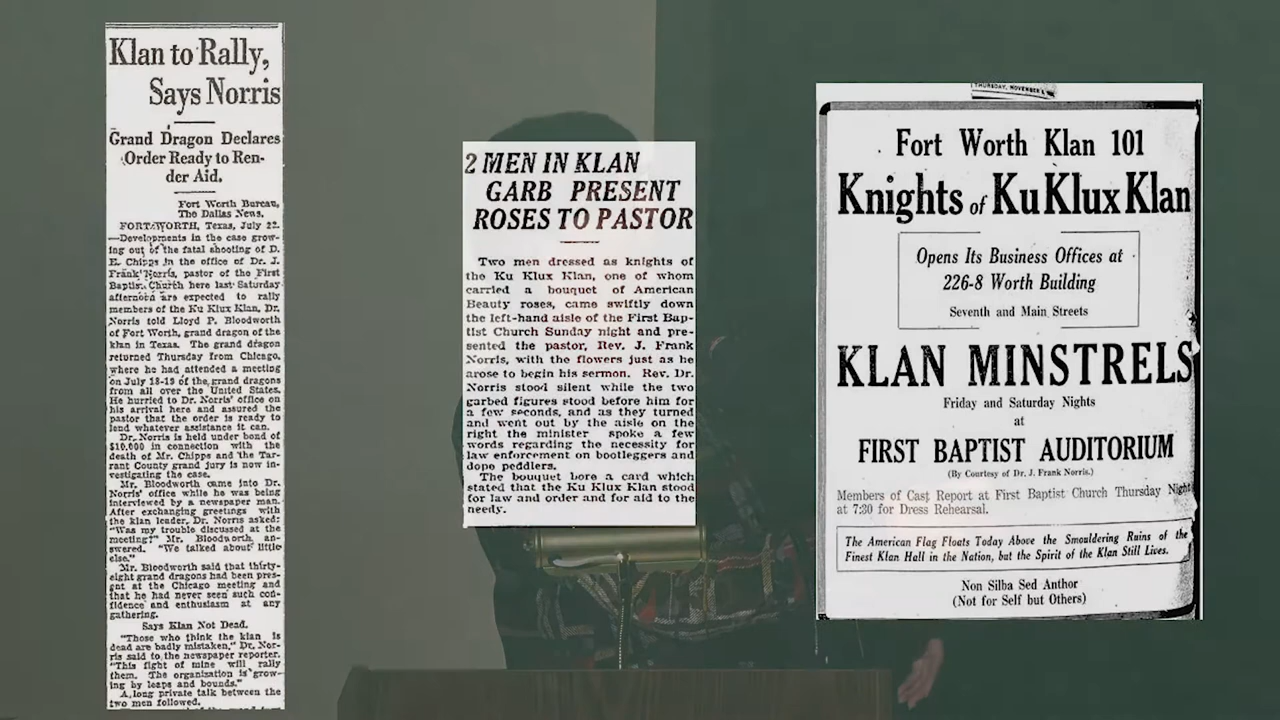 Klan to Rally,
Says Norris
Grand Dragon Declares
Order Ready to Ren-
der Aid.
Fort Worth Bureau,
The Dallas News.
FORT WORTH, Texas, July 22.
—Developments in the case grow-
ing out of the fatal shooting of D.
E. Chipps in the office of Dr. J.
Frank Norris, pastor of the First
Baptist Church here last Saturday
afternoon are expected to rally
members of the Ku Klux Klan, Dr.
Norris told Lloyd P. Bloodworth
of Fort Worth, grand dragon of the
klan in Texas. The grand dragon
returned Thursday from Chicago,
where he had attended a meeting
on July 18-19 of the grand dragons
from all over the United States.
He hurried to Dr. Norris' office on
his arrival here and assured the
pastor that the order is ready to
lend whatever assistance it can.
Dr. Norris is held under bond of
$10,000 in connection with the
death of Mr. Chipps and the Tar-
rant County grand jury is now in-
vestigating the case.
Mr. Bloodworth came into Dr.
Norris' office while he was being
interviewed by a newspaper man.
After exchanging greetings with
the klan leader, Dr. Norris asked:
"Was my trouble discussed at the
meeting?" Mr. Bloodworth, an-
swered. "We talked about little
else."
Mr. Bloodworth said that thirty-
eight grand dragons had been pres-
ent at the Chicago meeting and
that he had never seen such con-
fidence and enthusiasm at any
gathering.
Says Klan Not Dead.
"Those who think the klan is
dead are badly mistaken," Dr. Nor-
ris said to the newspaper reporter.
"This fight of mine will rally
them. The organization is grow-
ing by leaps and bounds."
A long private talk between the
two men followed.
2 MEN IN KLAN
GARB PRESENT
ROSES TO PASTOR
Two men dressed as knights of
the Ku Klux Klan, one of whom
carried a bouquet of American
Beauty roses, came swiftly down
the left-hand aisle of the First Bap-
tist Church Sunday night and pre-
sented the pastor, Rev. J. Frank
Norris, with the flowers just as he
arose to begin his sermon. Rev. Dr.
Norris stood silent while the two
garbed figures stood before him for
a few seconds, and as they turned
and went out by the aisle on the
right the minister spoke a few
words regarding the necessity for
law enforcement on bootleggers and
dope peddlers.
The bouquet bore a card which
stated that the Ku Klux Klan stood
for law and order and for aid to the
needy.
THURSDAY, NOVEMBER
Fort Worth Klan 101
Knights of Ku Klux Klan
Opens Its Business Offices at
226-8 Worth Building
Seventh and Main Streets
KLAN MINSTRELS
Friday and Saturday Nights
at
FIRST BAPTIST AUDITORIUM
(By Courtesy of Dr. J. Frank Norris.)
Members of Cast Report at First Baptist Church Thursday Night
at 7:30 for Dress Rehearsal.
The American Flag Floats Today Above the Smouldering Ruins of the
Finest Klan Hall in the Nation, but the Spirit of the Klan Still Lives.
Non Silba Sed Anthor
(Not for Self but Others)